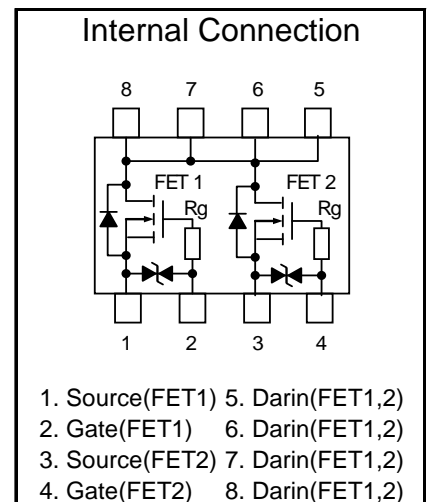 Internal Connection
8 7 6 5
FET 1 FET 2
Rg Rg
1 2 3 4
1. Source(FET1) 5. Darin(FET1,2)
2. Gate(FET1) 6. Darin(FET1,2)
3. Source(FET2) 7. Darin(FET1,2)
4. Gate(FET2) 8. Darin(FET1,2)